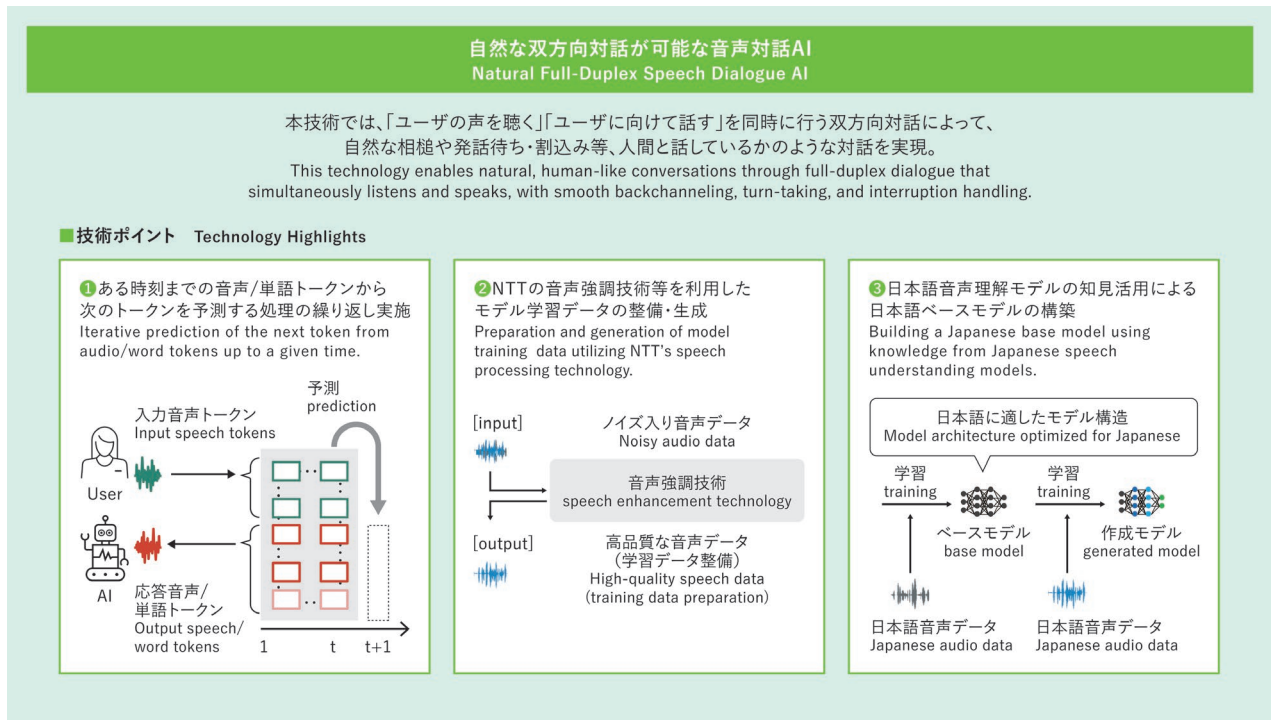 自然な双方向対話が可能な音声対話AI
Natural Full-Duplex Speech Dialogue AI
本技術では、「ユーザの声を聴く」「ユーザに向けて話す」を同時に行う双方向対話によって、
自然な相槌や発話待ち・割込み等、人間と話しているかのような対話を実現。
This technology enables natural, human-like conversations through full-duplex dialogue that
simultaneously listens and speaks, with smooth backchanneling, turn-taking, and interruption handling.
■技術ポイント Technology Highlights
❶ある時刻までの音声/単語トークンから
次のトークンを予測する処理の繰り返し実施
Iterative prediction of the next token from
audio/word tokens up to a given time.
予測
prediction
入力音声トークン
Input speech tokens
User
AI
応答音声/
単語トークン
Output speech/
word tokens
1 t t+1
❷NTTの音声強調技術等を利用した
モデル学習データの整備・生成
Preparation and generation of model
training data utilizing NTT's speech
processing technology.
[input]
ノイズ入り音声データ
Noisy audio data
音声強調技術
speech enhancement technology
[output]
高品質な音声データ
(学習データ整備)
High-quality speech data
(training data preparation)
❸日本語音声理解モデルの知見活用による
日本語ベースモデルの構築
Building a Japanese base model using
knowledge from Japanese speech
understanding models.
日本語に適したモデル構造
Model architecture optimized for Japanese
学習
training
ベースモデル
base model
学習
training
作成モデル
generated model
日本語音声データ
Japanese audio data
日本語音声データ
Japanese audio data